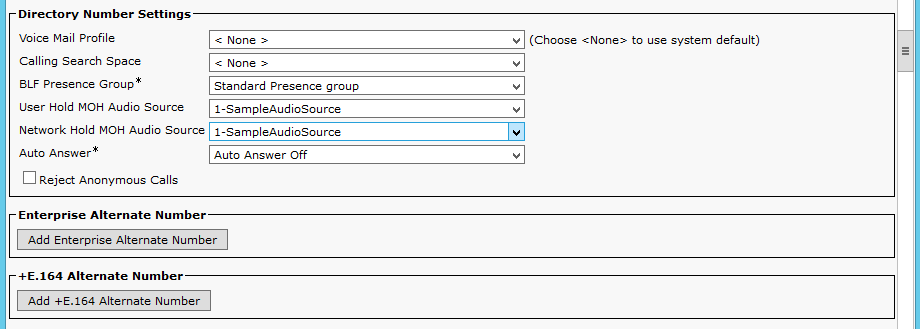 Directory Number Settings
Voice Mail Profile < None > (Choose <None> to use system default)
Calling Search Space < None >
BLF Presence Group* Standard Presence group
User Hold MOH Audio Source 1-SampleAudioSource
Network Hold MOH Audio Source 1-SampleAudioSource
Auto Answer* Auto Answer Off
Reject Anonymous Calls
Enterprise Alternate Number
Add Enterprise Alternate Number
+E.164 Alternate Number
Add +E.164 Alternate Number